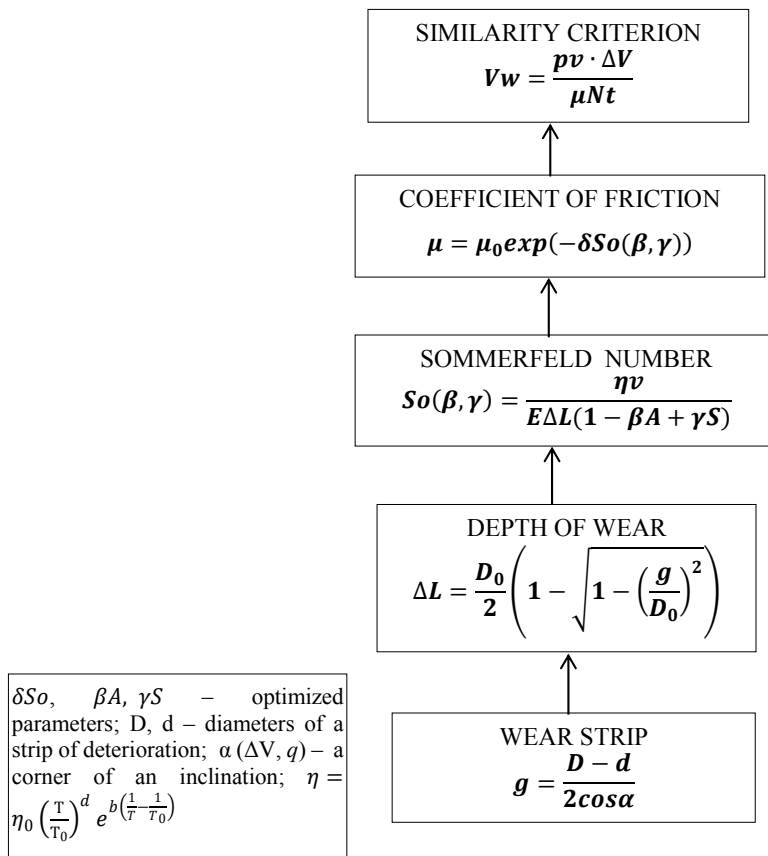 SIMILARITY CRITERION
Vw = pv · ΔV / μNt
COEFFICIENT OF FRICTION
μ = μ₀exp(−δSo(β, γ))
SOMMERFELD NUMBER
So(β, γ) = ηv / EΔL(1 − βA + γS)
DEPTH OF WEAR
ΔL = D₀/2 (1 − √(1 − (g/D₀)²))
WEAR STRIP
g = D − d / 2cosα
δSo, βA, γS – optimized
parameters; D, d – diameters of a
strip of deterioration; α (ΔV, q) – a
corner of an inclination; η =
η₀ (T/T₀)^d e^b(1/T − 1/T₀)